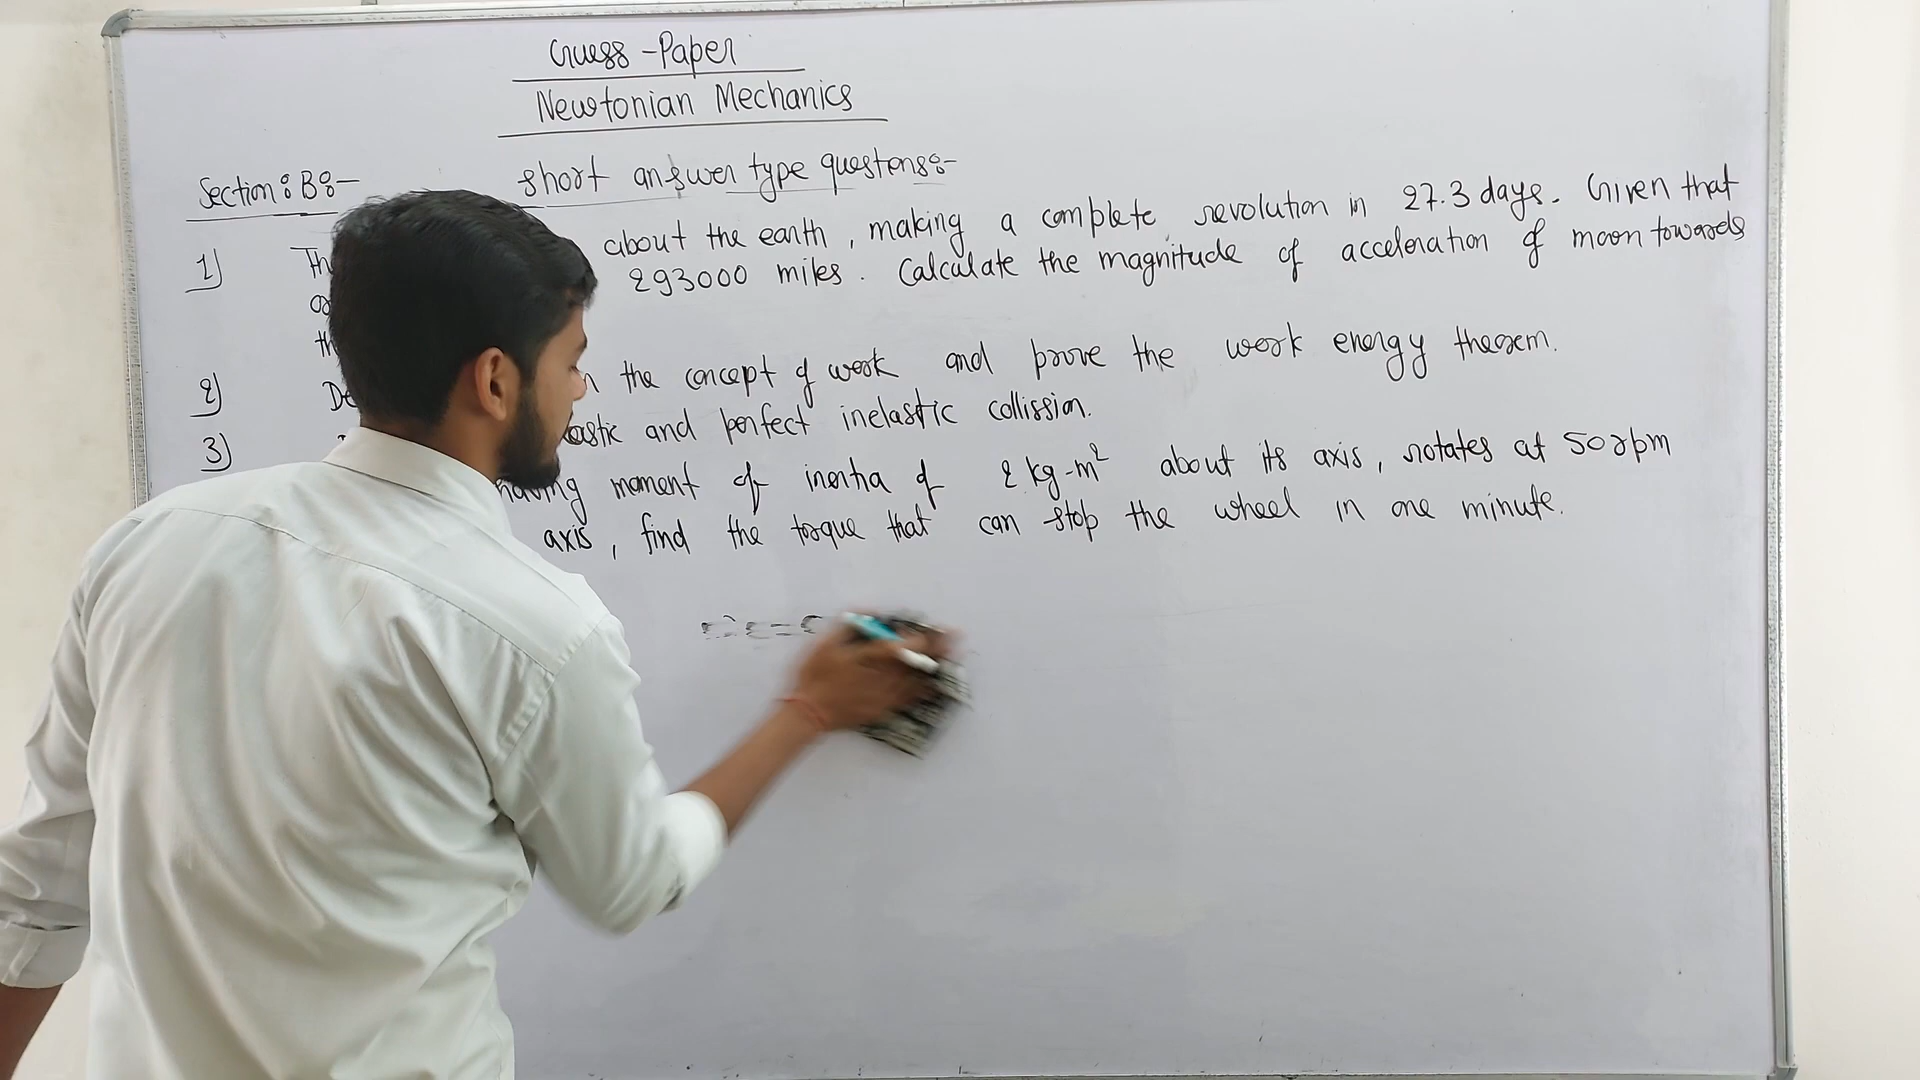 Guess-Paper
Newtonian Mechanics
Section: B:- short answer type questions:-
1) Th about the earth, making a complete revolution in 27.3 days. Given that
293000 miles. Calculate the magnitude of acceleration of moon towards
th
2) De the concept of work and prove the work energy theorem.
3) astic and perfect inelastic collission.
having moment of inertia of 2 kg-m² about its axis, rotates at 50 rpm
axis, find the torque that can stop the wheel in one minute.